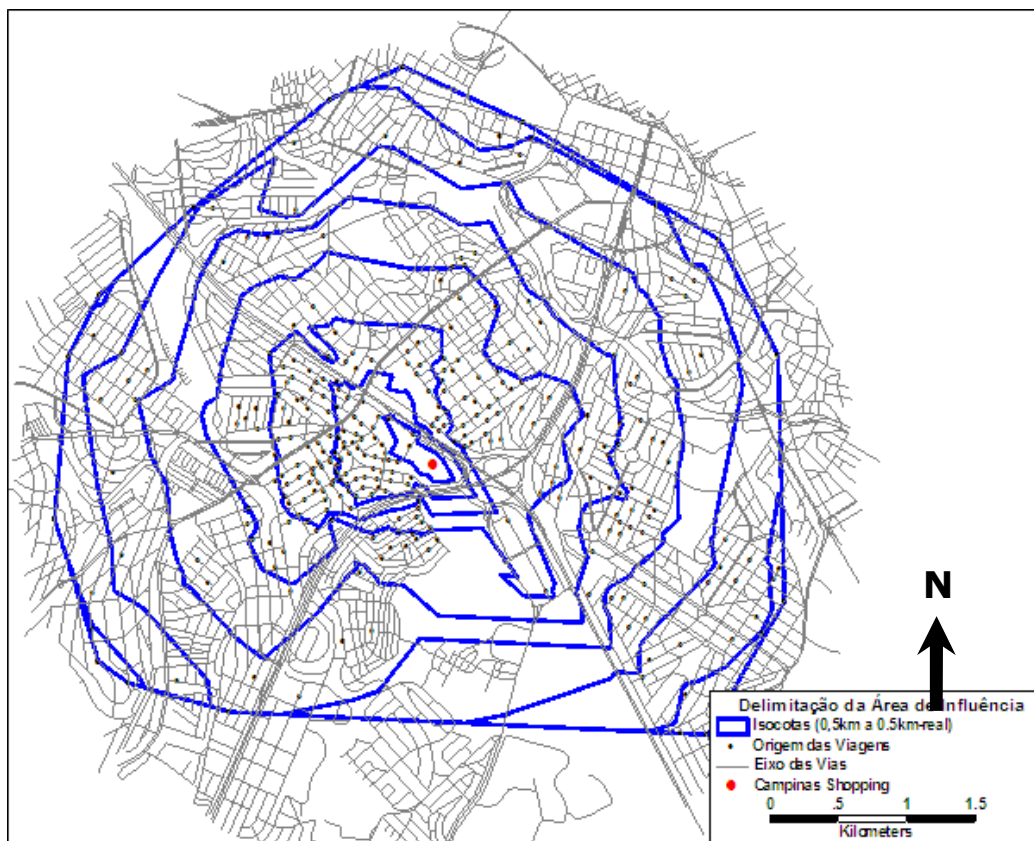 N
Delimitação da Área de Influência
Isocotas (0,5km a 0.5km-real)
Origem das Viagens
Eixo das Vias
Campinas Shopping
0 .5 1 1.5
Kilometers